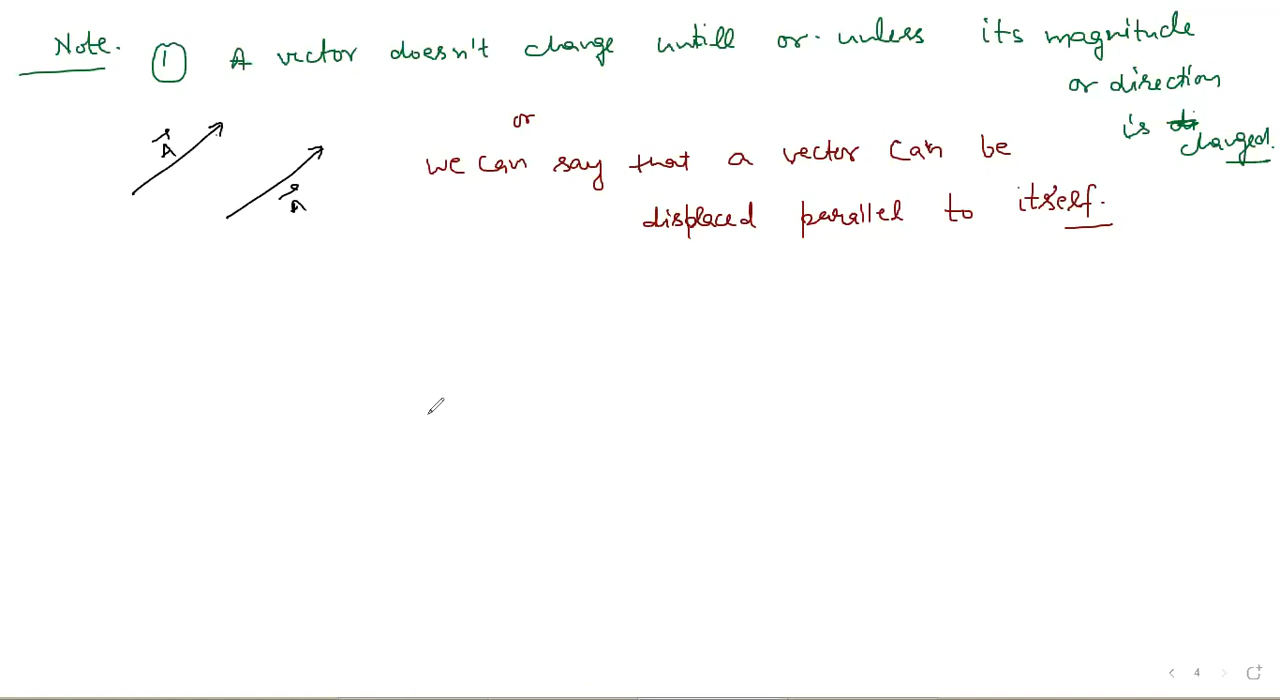 Note. ① A vector doesn't change untill or unless its magnitude
or direction
is changed.
or
we can say that a vector can be
displaced parallel to itself.
A⃗
A⃗
4